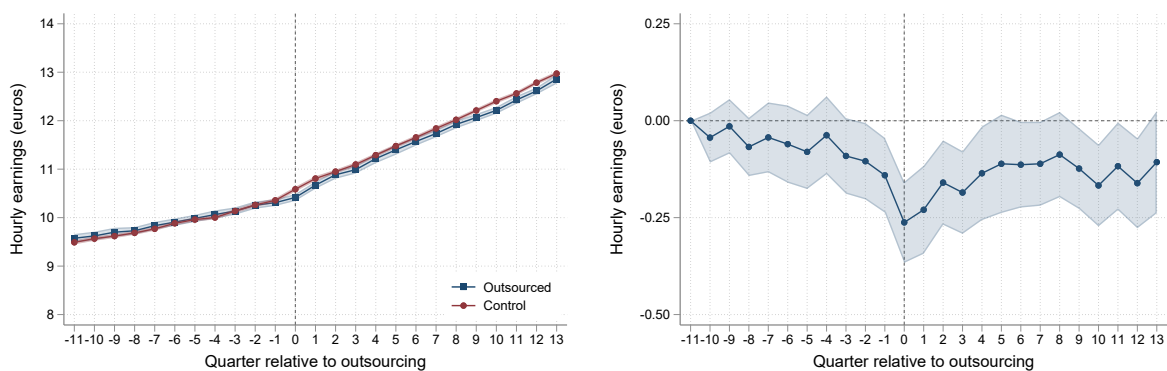 Hourly earnings (euros)
14
13
12
11
10
9
8
-11 -10 -9 -8 -7 -6 -5 -4 -3 -2 -1 0 1 2 3 4 5 6 7 8 9 10 11 12 13
Quarter relative to outsourcing
Outsourced
Control
Hourly earnings (euros)
0.25
0.00
-0.25
-0.50
-11 -10 -9 -8 -7 -6 -5 -4 -3 -2 -1 0 1 2 3 4 5 6 7 8 9 10 11 12 13
Quarter relative to outsourcing